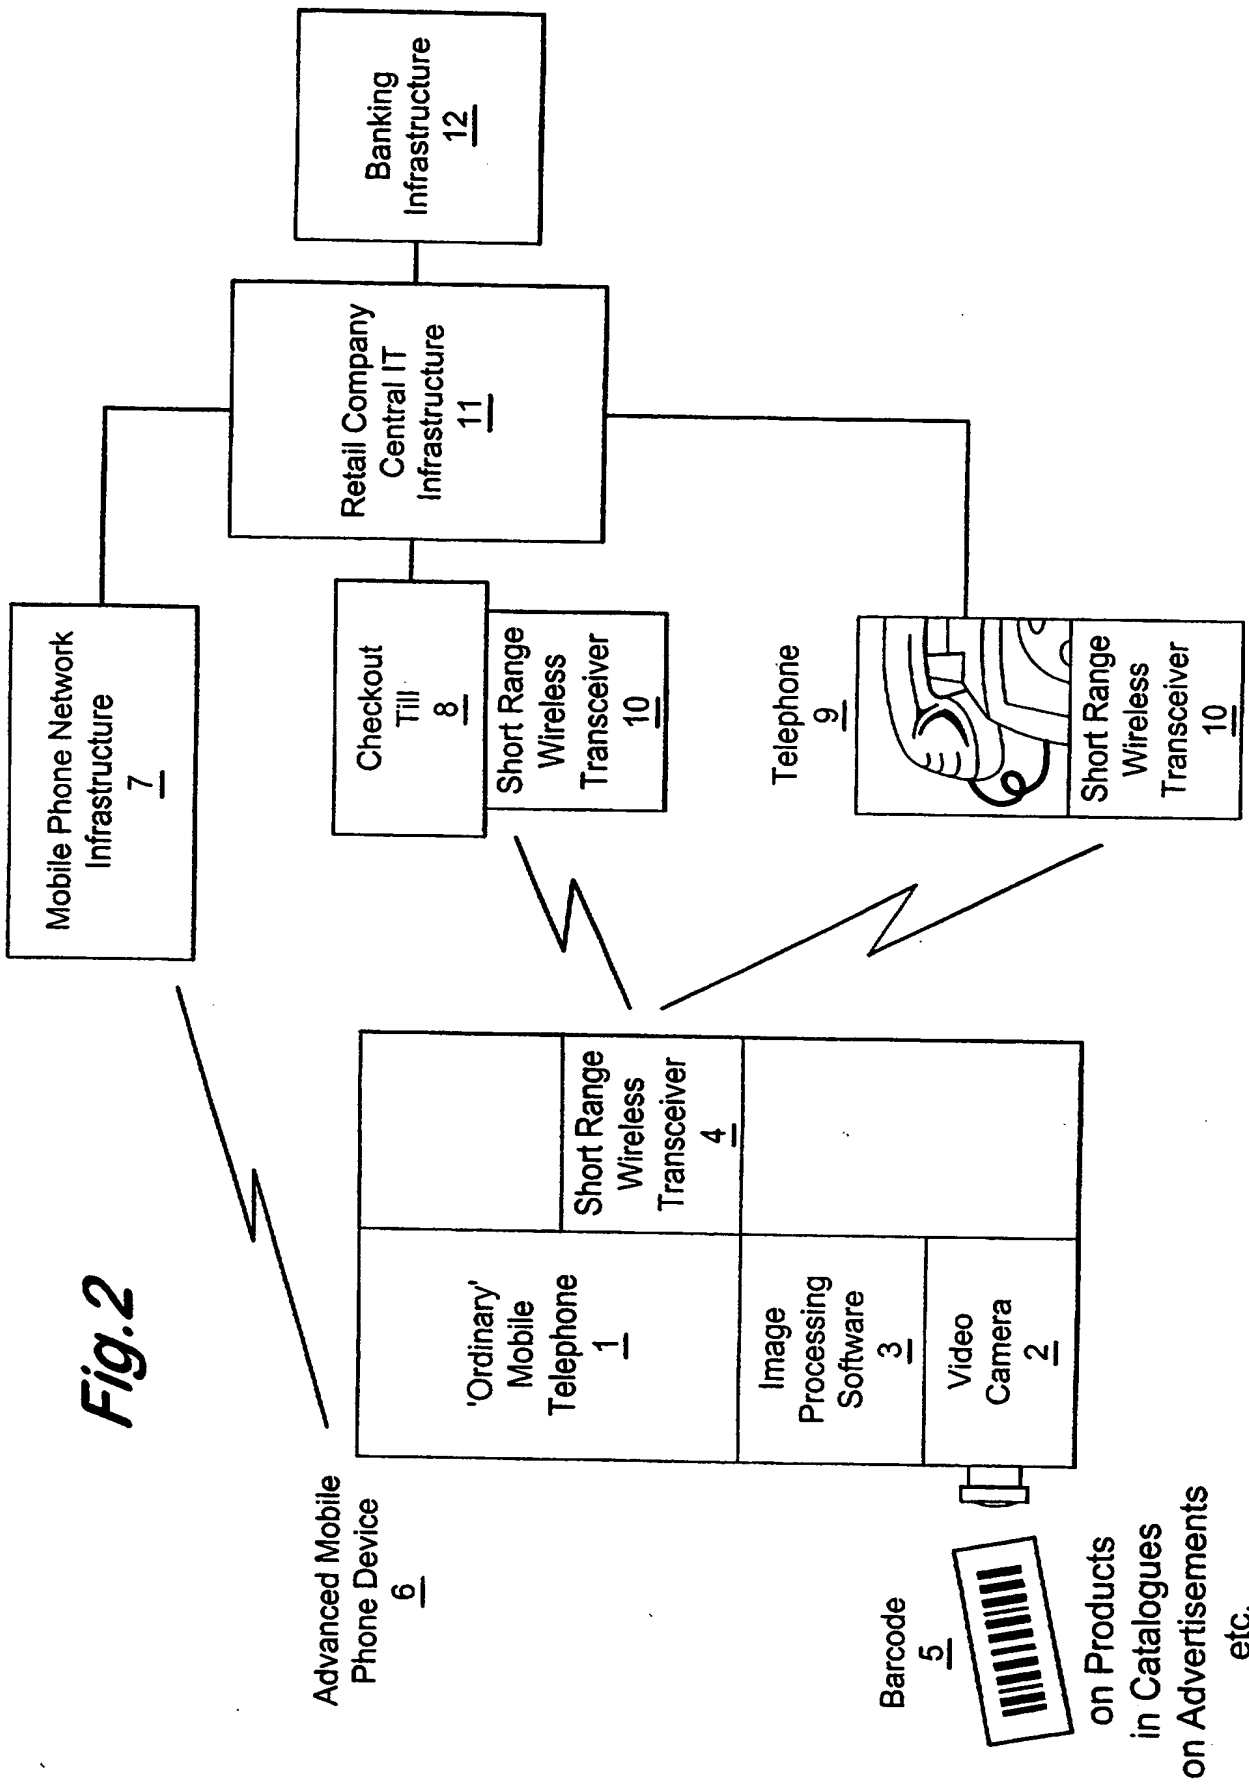 Fig.2
Mobile Phone Network
Infrastructure
7
Advanced Mobile
Phone Device
6
'Ordinary'
Mobile
Telephone
1
Short Range
Wireless
Transceiver
4
Image
Processing
Software
3
Video
Camera
2
Barcode
5
on Products
in Catalogues
on Advertisements
etc.
Checkout
Till
8
Short Range
Wireless
Transceiver
10
Telephone
9
Short Range
Wireless
Transceiver
10
Retail Company
Central IT
Infrastructure
11
Banking
Infrastructure
12